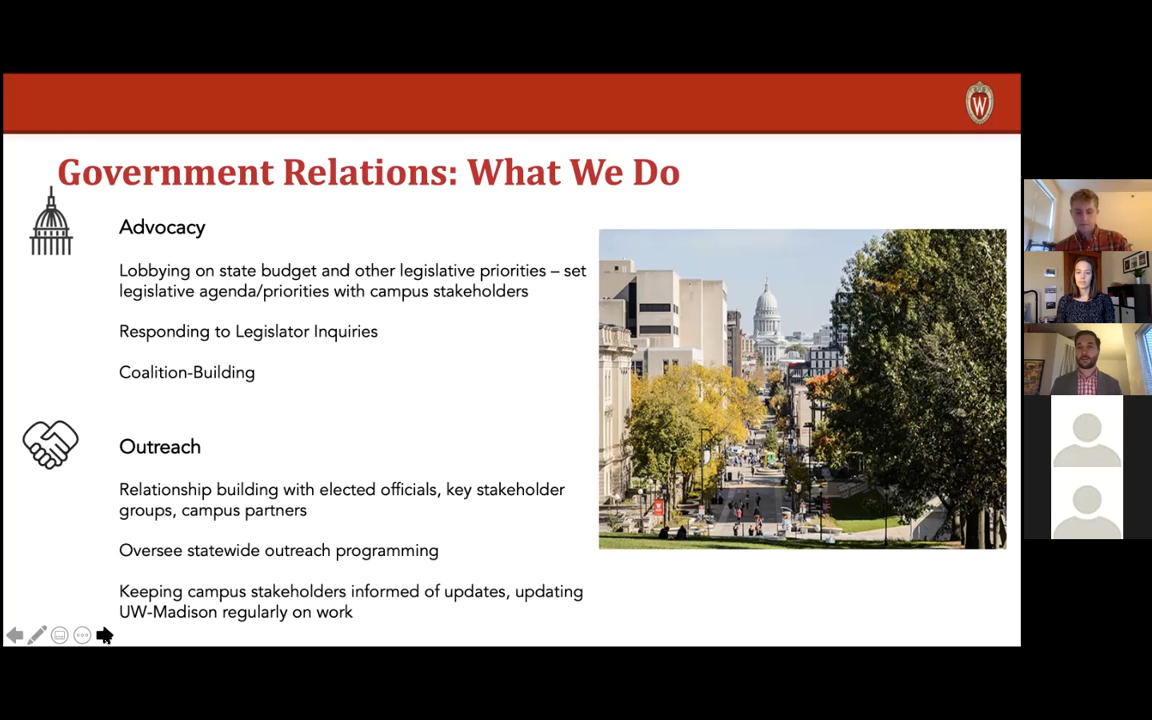 W
Government Relations: What We Do
Advocacy
Lobbying on state budget and other legislative priorities – set
legislative agenda/priorities with campus stakeholders
Responding to Legislator Inquiries
Coalition-Building
Outreach
Relationship building with elected officials, key stakeholder
groups, campus partners
Oversee statewide outreach programming
Keeping campus stakeholders informed of updates, updating
UW-Madison regularly on work